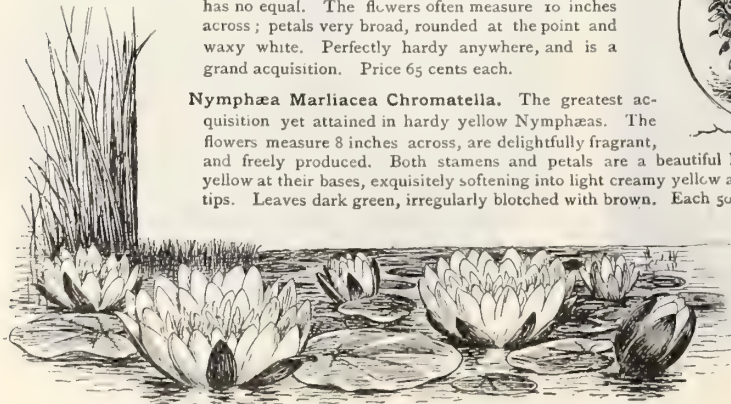 has no equal. The flowers often measure 10 inches
across; petals very broad, rounded at the point and
waxy white. Perfectly hardy anywhere, and is a
grand acquisition. Price 65 cents each.
Nymphæa Marliacea Chromatella. The greatest ac-
quisition yet attained in hardy yellow Nymphæas. The
flowers measure 8 inches across, are delightfully fragrant,
and freely produced. Both stamens and petals are a beautiful
yellow at their bases, exquisitely softening into light creamy yellow
tips. Leaves dark green, irregularly blotched with brown. Each